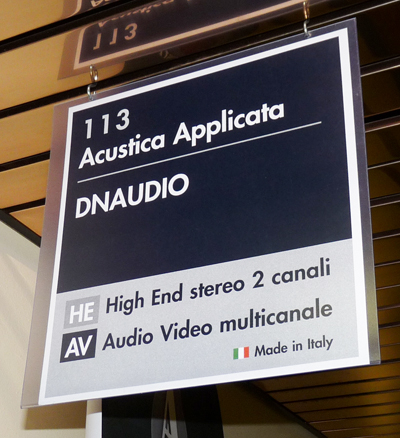 113
Acustica Applicata
DNAUDIO
HE High End stereo 2 canali
AV Audio Video multicanale
Made in Italy